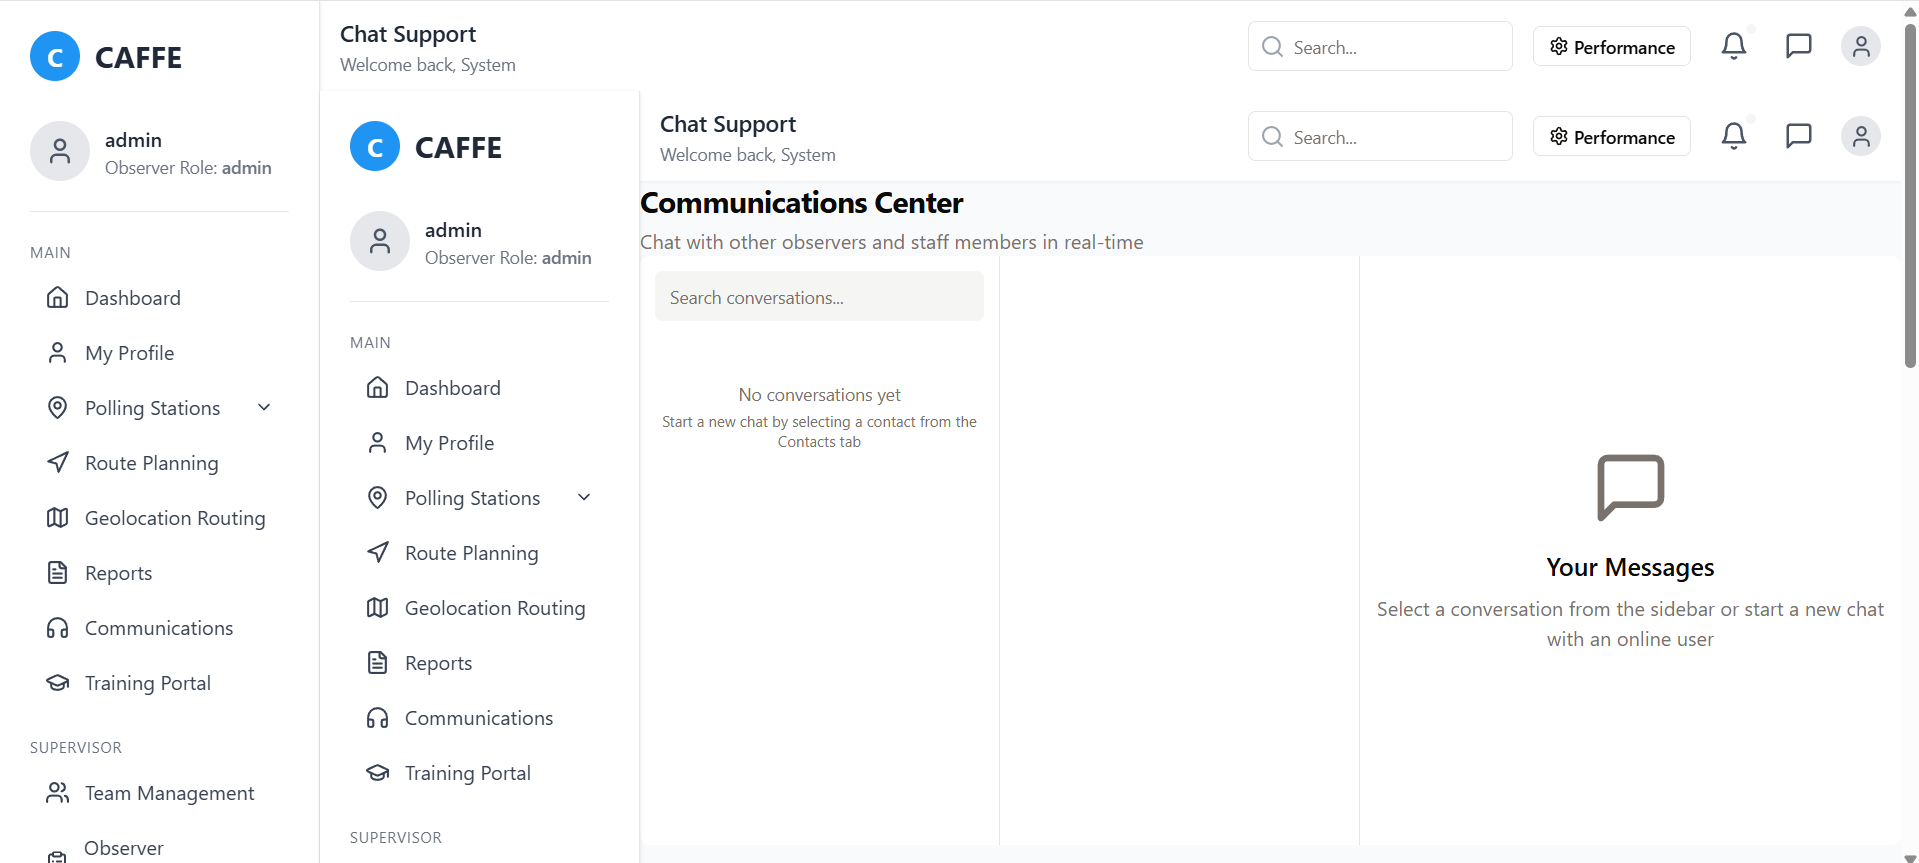 C CAFFE
admin
Observer Role: admin
MAIN
Dashboard
My Profile
Polling Stations
Route Planning
Geolocation Routing
Reports
Communications
Training Portal
SUPERVISOR
Team Management
Observer
Chat Support
Welcome back, System
Search...
Performance
C CAFFE
admin
Observer Role: admin
MAIN
Dashboard
My Profile
Polling Stations
Route Planning
Geolocation Routing
Reports
Communications
Training Portal
SUPERVISOR
Chat Support
Welcome back, System
Search...
Performance
Communications Center
Chat with other observers and staff members in real-time
Search conversations...
No conversations yet
Start a new chat by selecting a contact from the
Contacts tab
Your Messages
Select a conversation from the sidebar or start a new chat
with an online user